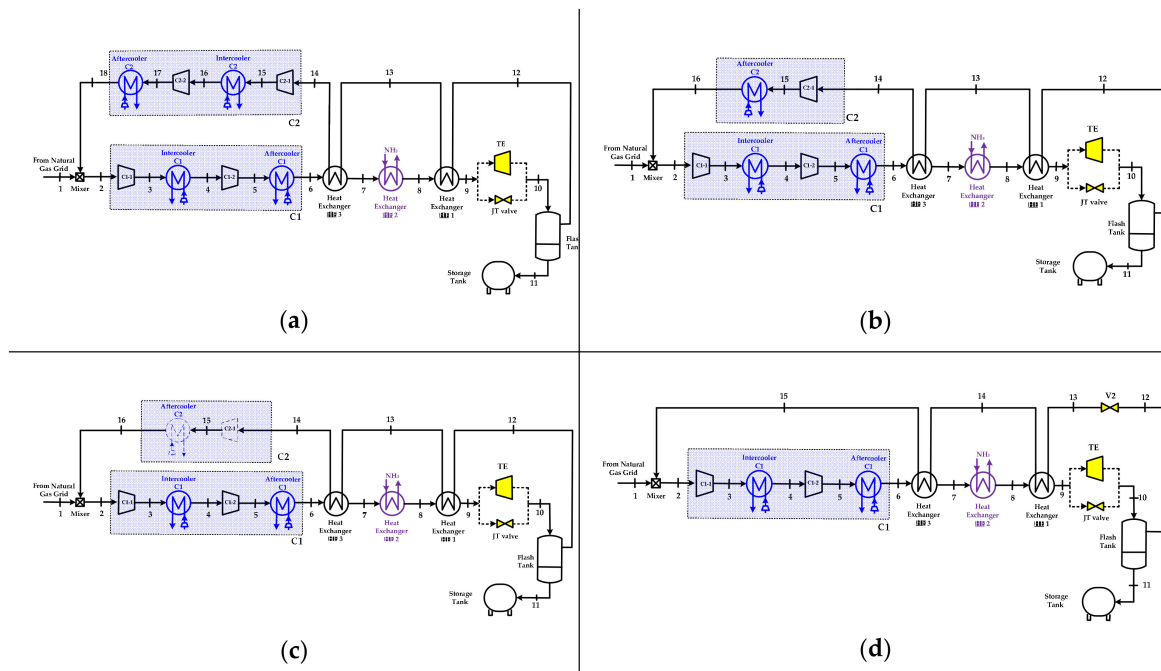 Aftercooler
C2
Intercooler
C2
18
17
C2-2
16
15
C2-1
14
13
12
C2
From Natural
Gas Grid
1
Mixer
2
C1-1
3
Intercooler
C1
4
C1-2
5
Aftercooler
C1
6
C1
Heat
Exchanger
3
7
NH₃
Heat
Exchanger
2
8
Heat
Exchanger
1
9
TE
JT valve
10
Flash
Tan
Storage
Tank
11
(a)
Aftercooler
C2
16
15
C2-1
14
13
12
C2
From Natural
Gas Grid
1
Mixer
2
C1-1
3
Intercooler
C1
4
C1-2
5
Aftercooler
C1
6
C1
Heat
Exchanger
3
7
NH₃
Heat
Exchanger
2
8
Heat
Exchanger
1
9
TE
JT valve
10
Flash
Tank
Storage
Tank
11
(b)
Aftercooler
C2
16
15
C2-1
14
13
12
C2
From Natural
Gas Grid
1
Mixer
2
C1-1
3
Intercooler
C1
4
C1-2
5
Aftercooler
C1
6
C1
Heat
Exchanger
3
7
NH₃
Heat
Exchanger
2
8
Heat
Exchanger
1
9
TE
JT valve
10
Flash
Tank
Storage
Tank
11
(c)
15
14
13
V2
12
From Natural
Gas Grid
1
Mixer
2
C1-1
3
Intercooler
C1
4
C1-2
5
Aftercooler
C1
6
C1
Heat
Exchanger
3
7
NH₃
Heat
Exchanger
2
8
Heat
Exchanger
1
9
TE
JT valve
10
Flash
Tank
Storage
Tank
11
(d)